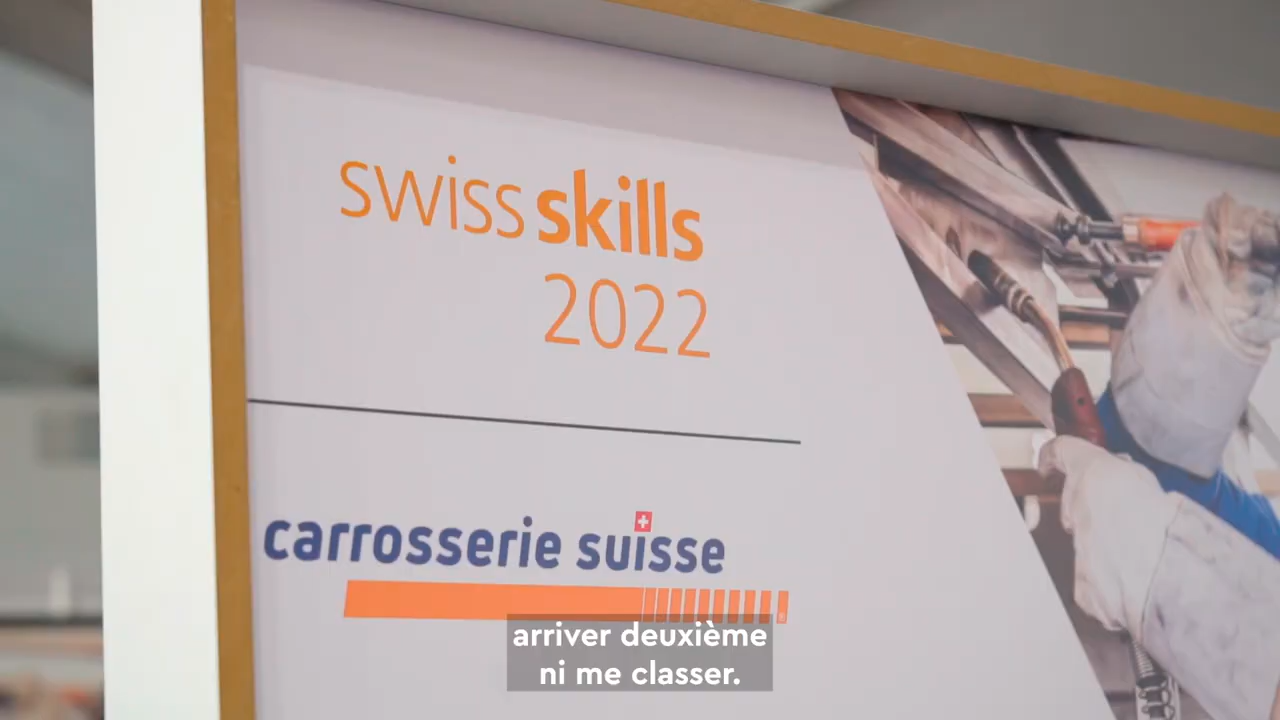 swiss skills
2022
carrosserie suisse
arriver deuxième
ni me classer.